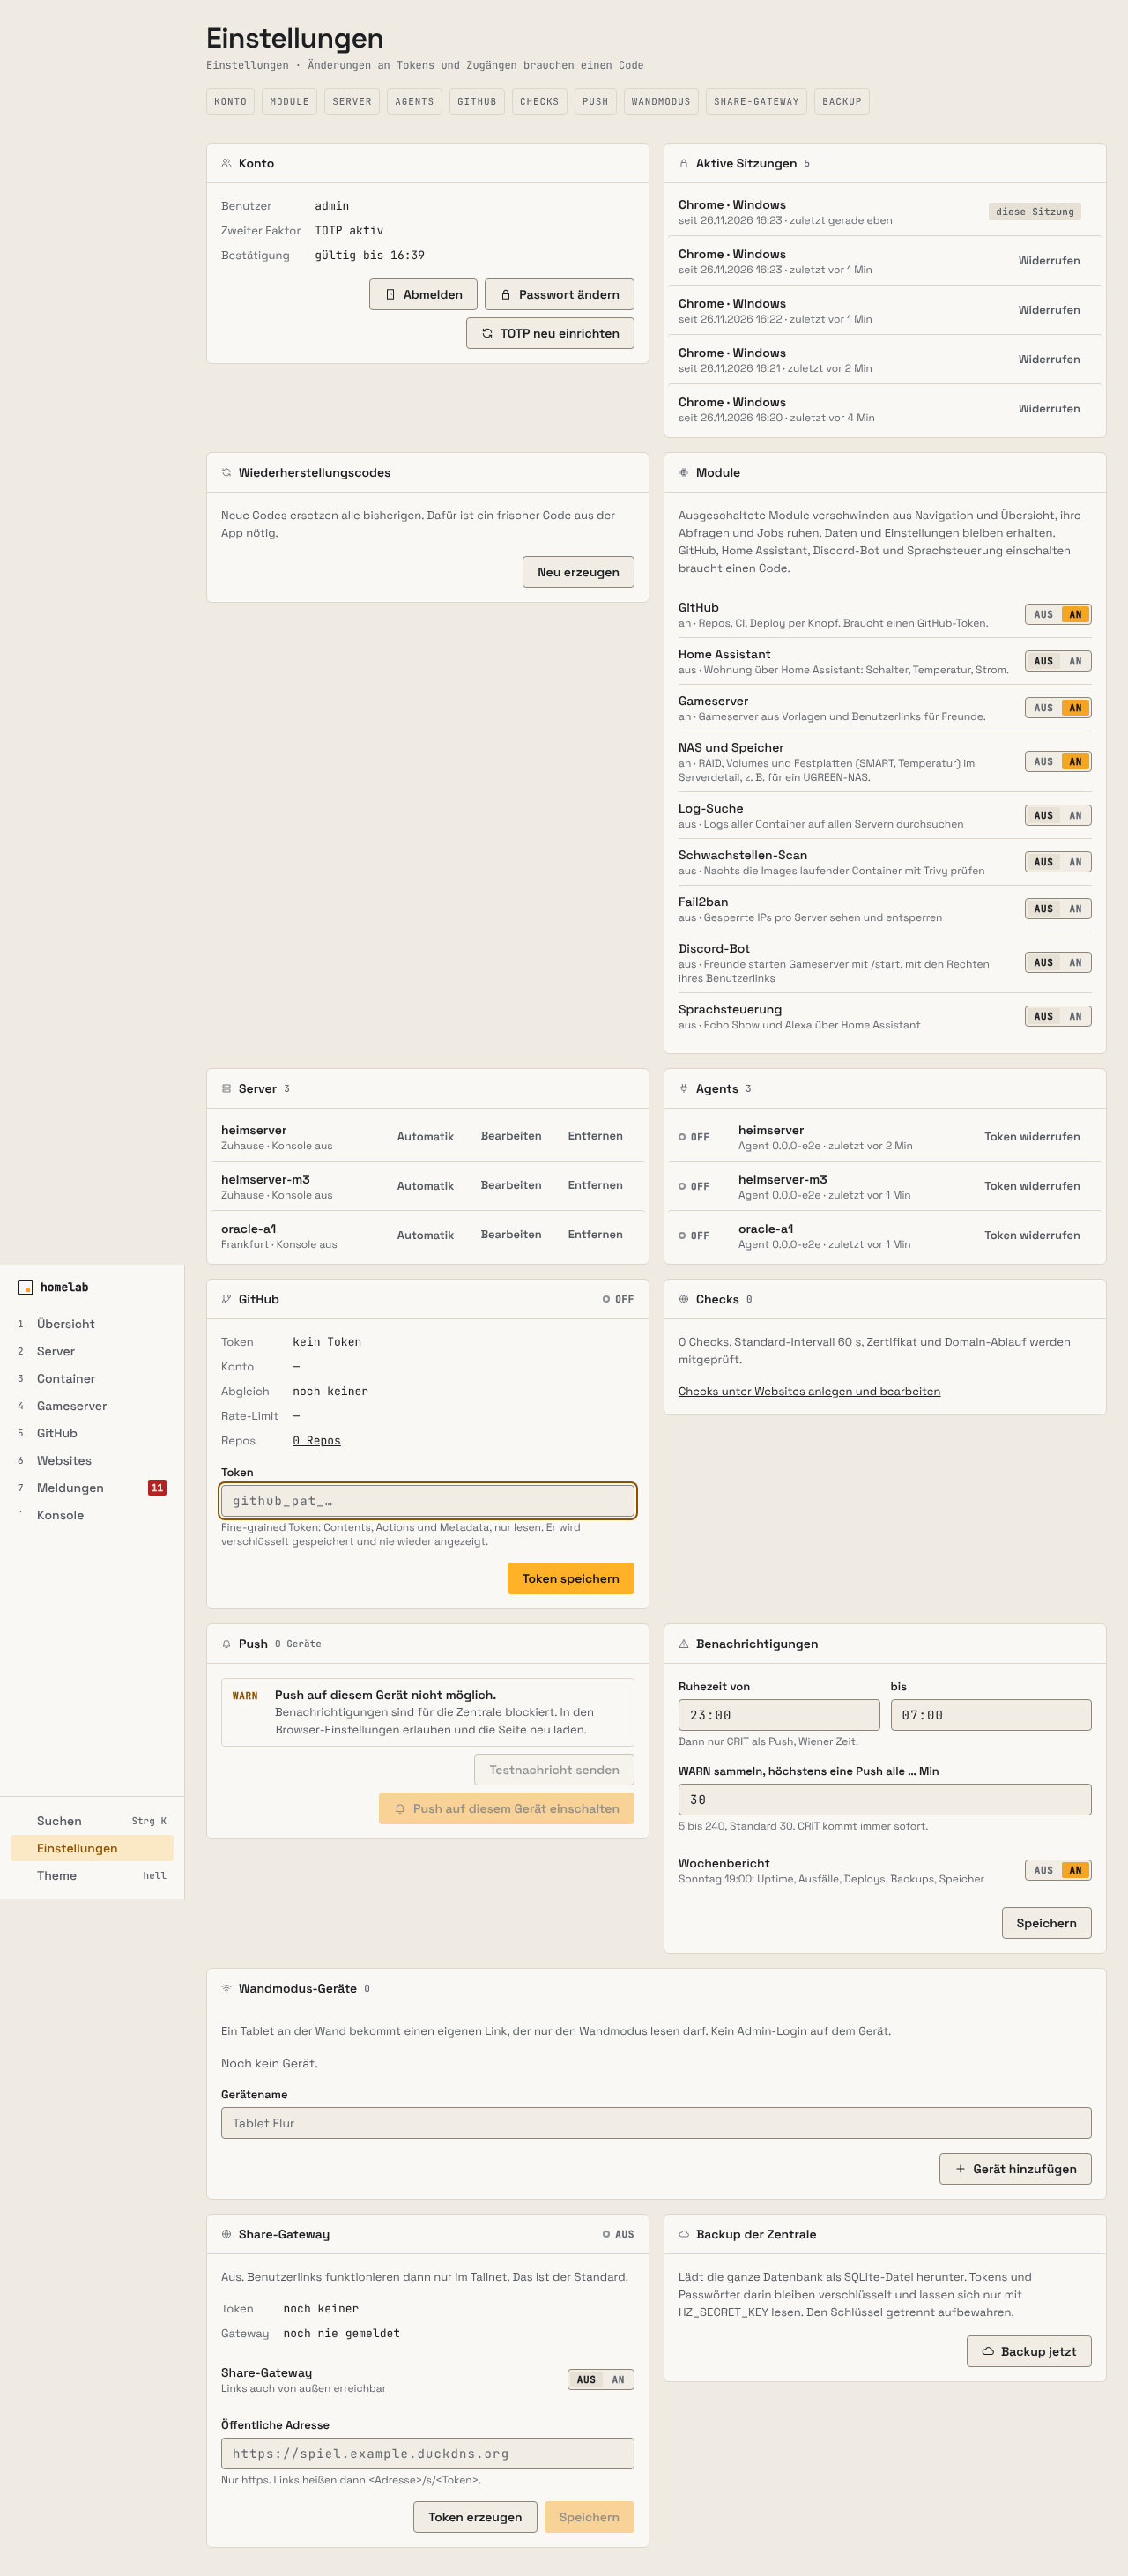 Einstellungen
Einstellungen · Änderungen an Tokens und Zugängen brauchen einen Code
KONTO MODULE SERVER AGENTS GITHUB CHECKS PUSH WANDMODUS SHARE-GATEWAY BACKUP
Konto
Benutzer admin
Zweiter Faktor TOTP aktiv
Bestätigung gültig bis 16:39
Abmelden Passwort ändern
TOTP neu einrichten
Aktive Sitzungen 5
Chrome · Windows
seit 26.11.2026 16:23 · zuletzt gerade eben
diese Sitzung
Chrome · Windows
seit 26.11.2026 16:23 · zuletzt vor 1 Min
Widerrufen
Chrome · Windows
seit 26.11.2026 16:22 · zuletzt vor 1 Min
Widerrufen
Chrome · Windows
seit 26.11.2026 16:21 · zuletzt vor 2 Min
Widerrufen
Chrome · Windows
seit 26.11.2026 16:20 · zuletzt vor 4 Min
Widerrufen
Wiederherstellungscodes
Neue Codes ersetzen alle bisherigen. Dafür ist ein frischer Code aus der
App nötig.
Neu erzeugen
Module
Ausgeschaltete Module verschwinden aus Navigation und Übersicht, ihre
Abfragen und Jobs ruhen. Daten und Einstellungen bleiben erhalten.
GitHub, Home Assistant, Discord-Bot und Sprachsteuerung einschalten
braucht einen Code.
GitHub
an · Repos, CI, Deploy per Knopf. Braucht einen GitHub-Token.
AUS AN
Home Assistant
aus · Wohnung über Home Assistant: Schalter, Temperatur, Strom.
AUS AN
Gameserver
an · Gameserver aus Vorlagen und Benutzerlinks für Freunde.
AUS AN
NAS und Speicher
an · RAID, Volumes und Festplatten (SMART, Temperatur) im
Serverdetail, z. B. für ein UGREEN-NAS.
AUS AN
Log-Suche
aus · Logs aller Container auf allen Servern durchsuchen
AUS AN
Schwachstellen-Scan
aus · Nachts die Images laufender Container mit Trivy prüfen
AUS AN
Fail2ban
aus · Gesperrte IPs pro Server sehen und entsperren
AUS AN
Discord-Bot
aus · Freunde starten Gameserver mit /start, mit den Rechten
ihres Benutzerlinks
AUS AN
Sprachsteuerung
aus · Echo Show und Alexa über Home Assistant
AUS AN
Server 3
heimserver
Zuhause · Konsole aus
Automatik Bearbeiten Entfernen
heimserver-m3
Zuhause · Konsole aus
Automatik Bearbeiten Entfernen
oracle-a1
Frankfurt · Konsole aus
Automatik Bearbeiten Entfernen
Agents 3
OFF heimserver
Agent 0.0.0-e2e · zuletzt vor 2 Min
Token widerrufen
OFF heimserver-m3
Agent 0.0.0-e2e · zuletzt vor 1 Min
Token widerrufen
OFF oracle-a1
Agent 0.0.0-e2e · zuletzt vor 1 Min
Token widerrufen
homelab
1 Übersicht
2 Server
3 Container
4 Gameserver
5 GitHub
6 Websites
7 Meldungen 11
` Konsole
Suchen Strg K
Einstellungen
Theme hell
GitHub OFF
Token kein Token
Konto —
Abgleich noch keiner
Rate-Limit —
Repos 0 Repos
Token
github_pat_…
Fine-grained Token: Contents, Actions und Metadata, nur lesen. Er wird
verschlüsselt gespeichert und nie wieder angezeigt.
Token speichern
Checks 0
0 Checks. Standard-Intervall 60 s, Zertifikat und Domain-Ablauf werden
mitgeprüft.
Checks unter Websites anlegen und bearbeiten
Push 0 Geräte
WARN Push auf diesem Gerät nicht möglich.
Benachrichtigungen sind für die Zentrale blockiert. In den
Browser-Einstellungen erlauben und die Seite neu laden.
Testnachricht senden
Push auf diesem Gerät einschalten
Benachrichtigungen
Ruhezeit von bis
23:00 07:00
Dann nur CRIT als Push, Wiener Zeit.
WARN sammeln, höchstens eine Push alle … Min
30
5 bis 240, Standard 30. CRIT kommt immer sofort.
Wochenbericht
Sonntag 19:00: Uptime, Ausfälle, Deploys, Backups, Speicher
AUS AN
Speichern
Wandmodus-Geräte 0
Ein Tablet an der Wand bekommt einen eigenen Link, der nur den Wandmodus lesen darf. Kein Admin-Login auf dem Gerät.
Noch kein Gerät.
Gerätename
Tablet Flur
Gerät hinzufügen
Share-Gateway AUS
Aus. Benutzerlinks funktionieren dann nur im Tailnet. Das ist der Standard.
Token noch keiner
Gateway noch nie gemeldet
Share-Gateway
Links auch von außen erreichbar
AUS AN
Öffentliche Adresse
https://spiel.example.duckdns.org
Nur https. Links heißen dann <Adresse>/s/<Token>.
Token erzeugen Speichern
Backup der Zentrale
Lädt die ganze Datenbank als SQLite-Datei herunter. Tokens und
Passwörter darin bleiben verschlüsselt und lassen sich nur mit
HZ_SECRET_KEY lesen. Den Schlüssel getrennt aufbewahren.
Backup jetzt